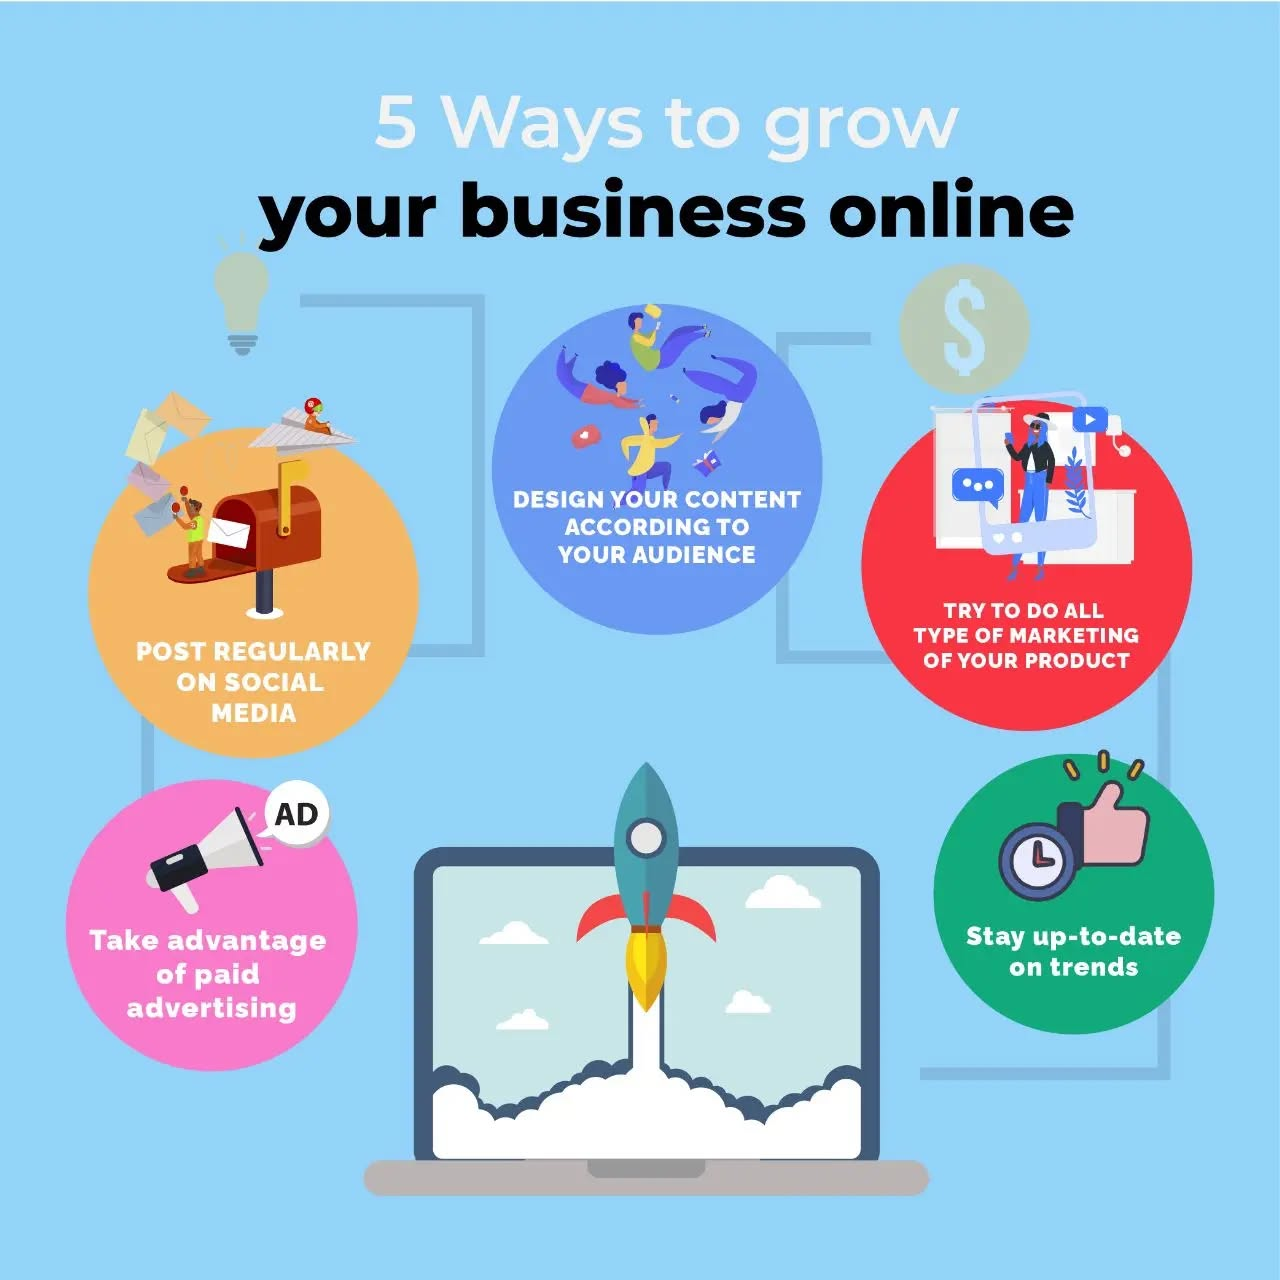 5 Ways to grow
your business online
POST REGULARLY
ON SOCIAL
MEDIA
DESIGN YOUR CONTENT
ACCORDING TO
YOUR AUDIENCE
$
TRY TO DO ALL
TYPE OF MARKETING
OF YOUR PRODUCT
AD
Take advantage
of paid
advertising
Stay up-to-date
on trends